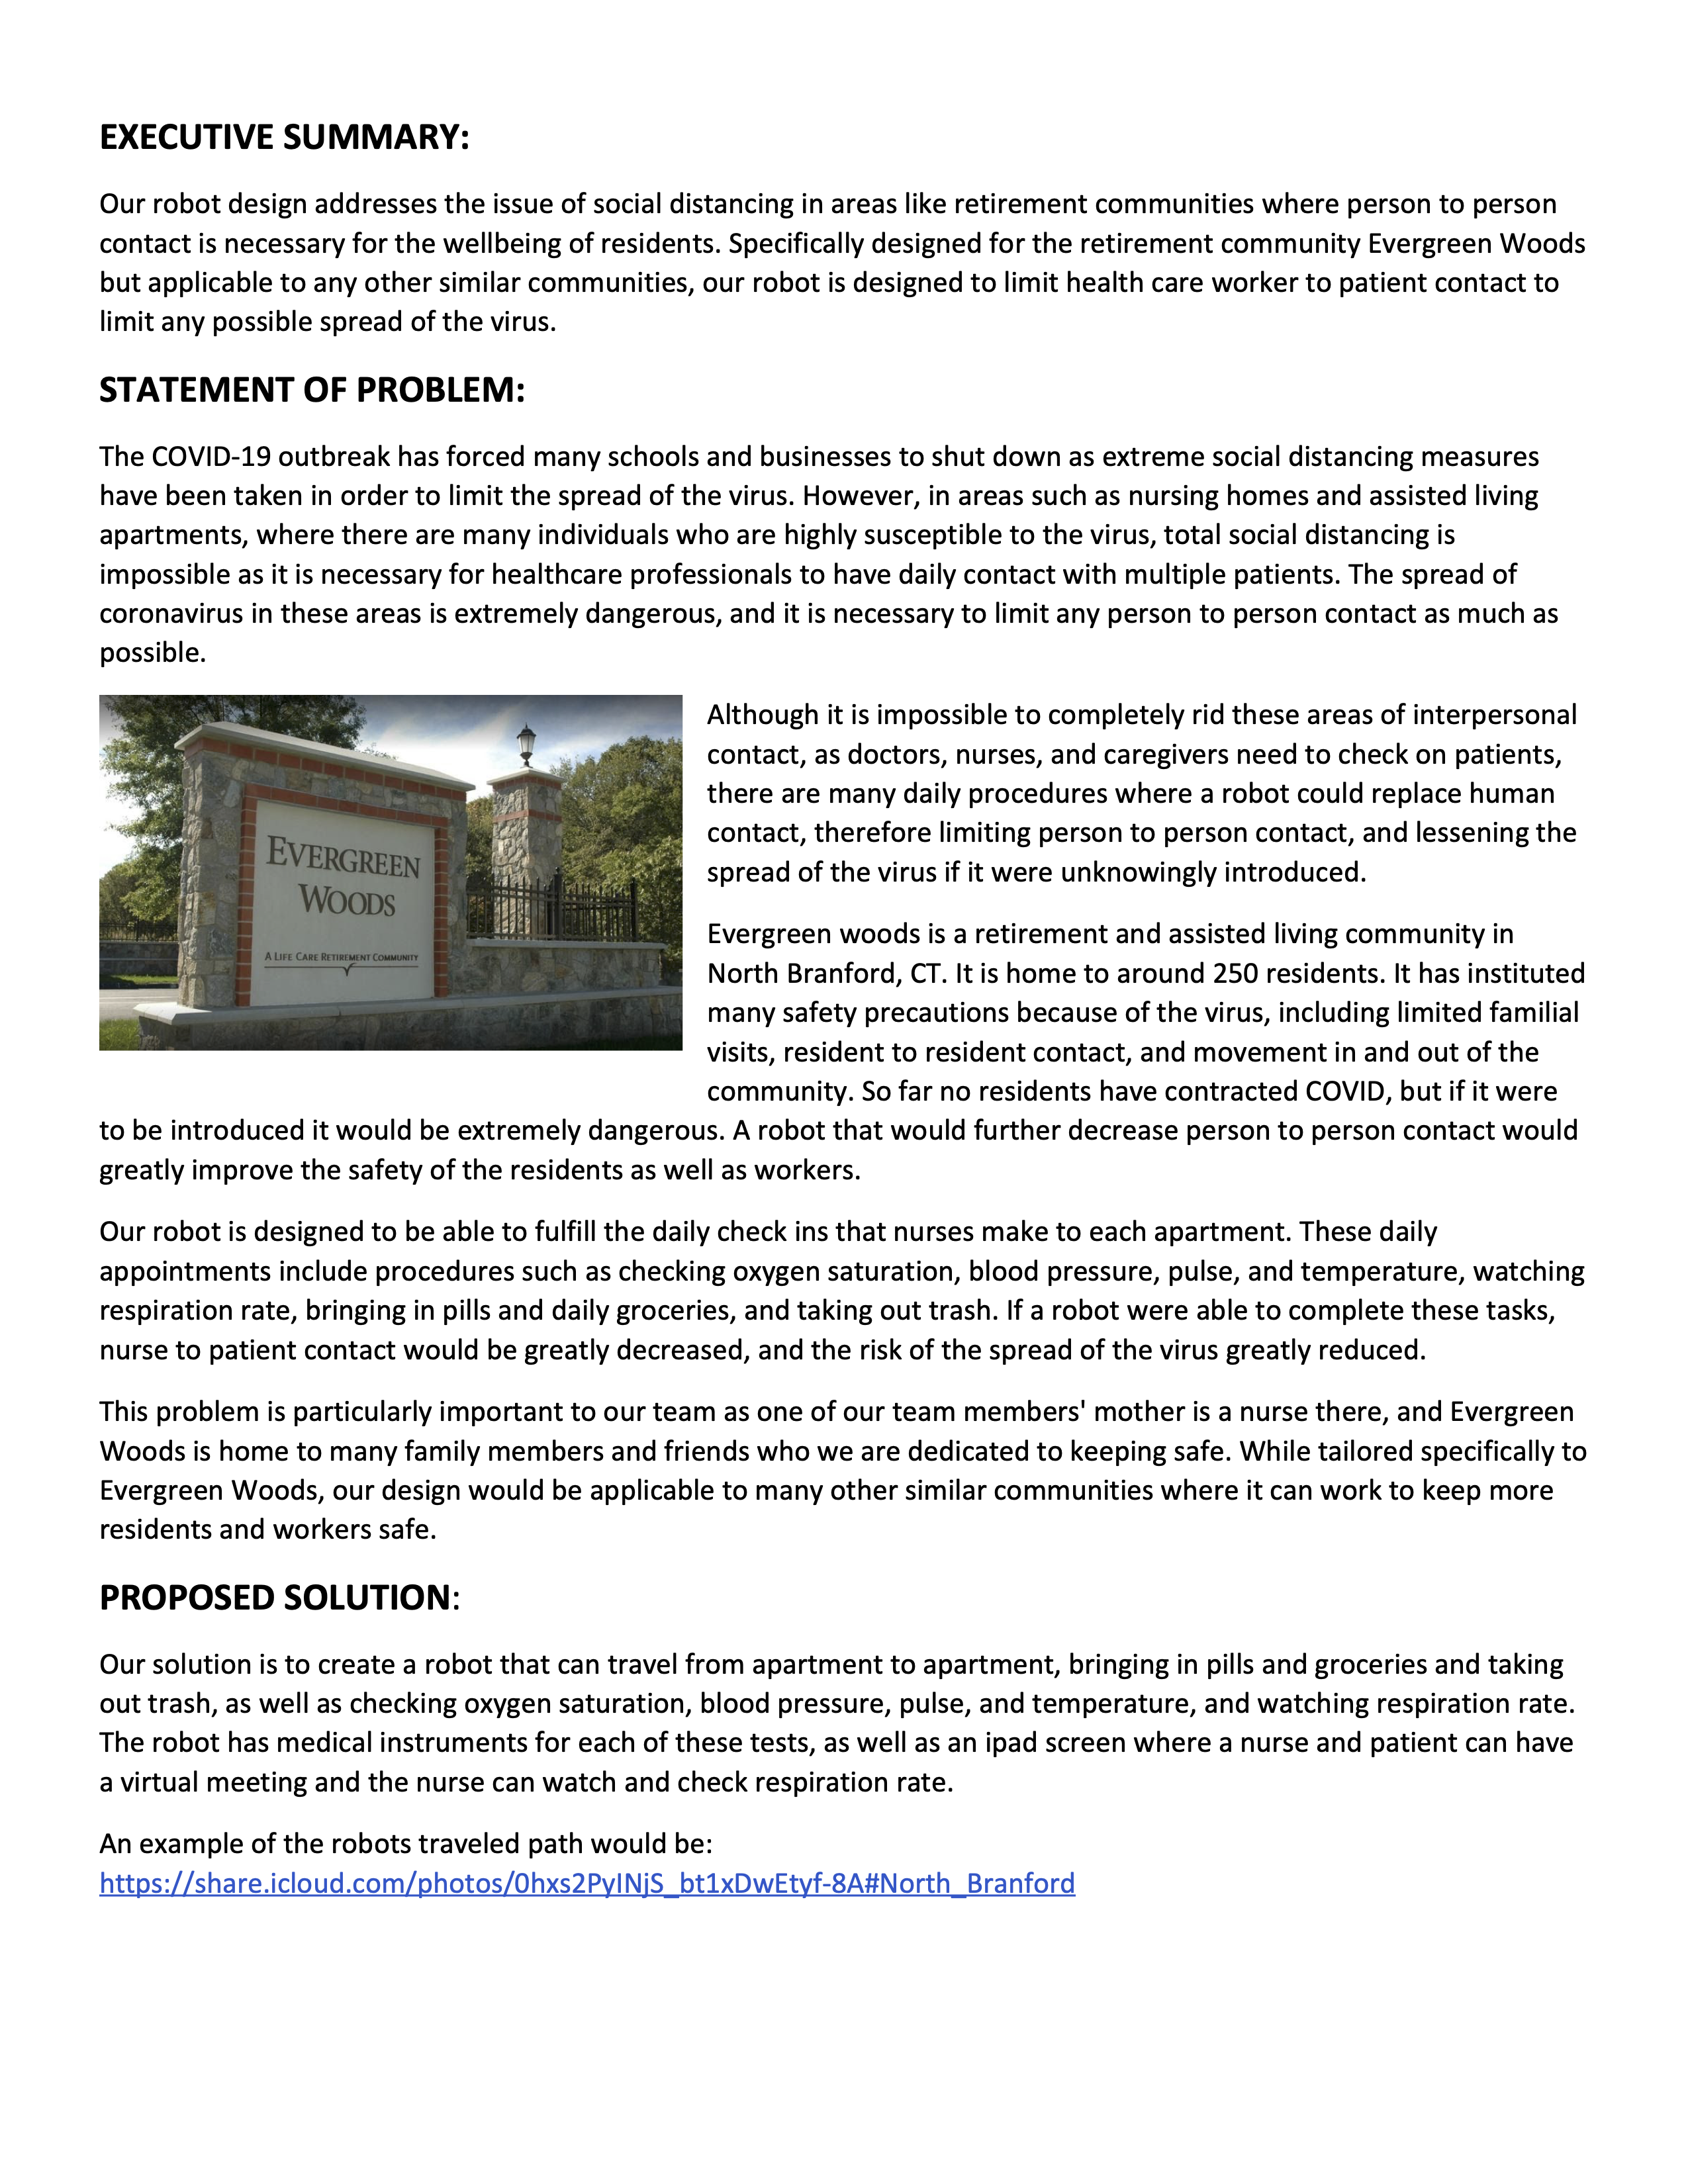 EXECUTIVE SUMMARY:
Our robot design addresses the issue of social distancing in areas like retirement communities where person to person
contact is necessary for the wellbeing of residents. Specifically designed for the retirement community Evergreen Woods
but applicable to any other similar communities, our robot is designed to limit health care worker to patient contact to
limit any possible spread of the virus.
STATEMENT OF PROBLEM:
The COVID-19 outbreak has forced many schools and businesses to shut down as extreme social distancing measures
have been taken in order to limit the spread of the virus. However, in areas such as nursing homes and assisted living
apartments, where there are many individuals who are highly susceptible to the virus, total social distancing is
impossible as it is necessary for healthcare professionals to have daily contact with multiple patients. The spread of
coronavirus in these areas is extremely dangerous, and it is necessary to limit any person to person contact as much as
possible.
EVERGREEN
WOODS
A LIFE CARE RETIREMENT COMMUNITY
Although it is impossible to completely rid these areas of interpersonal
contact, as doctors, nurses, and caregivers need to check on patients,
there are many daily procedures where a robot could replace human
contact, therefore limiting person to person contact, and lessening the
spread of the virus if it were unknowingly introduced.
Evergreen woods is a retirement and assisted living community in
North Branford, CT. It is home to around 250 residents. It has instituted
many safety precautions because of the virus, including limited familial
visits, resident to resident contact, and movement in and out of the
community. So far no residents have contracted COVID, but if it were
to be introduced it would be extremely dangerous. A robot that would further decrease person to person contact would
greatly improve the safety of the residents as well as workers.
Our robot is designed to be able to fulfill the daily check ins that nurses make to each apartment. These daily
appointments include procedures such as checking oxygen saturation, blood pressure, pulse, and temperature, watching
respiration rate, bringing in pills and daily groceries, and taking out trash. If a robot were able to complete these tasks,
nurse to patient contact would be greatly decreased, and the risk of the spread of the virus greatly reduced.
This problem is particularly important to our team as one of our team members' mother is a nurse there, and Evergreen
Woods is home to many family members and friends who we are dedicated to keeping safe. While tailored specifically to
Evergreen Woods, our design would be applicable to many other similar communities where it can work to keep more
residents and workers safe.
PROPOSED SOLUTION:
Our solution is to create a robot that can travel from apartment to apartment, bringing in pills and groceries and taking
out trash, as well as checking oxygen saturation, blood pressure, pulse, and temperature, and watching respiration rate.
The robot has medical instruments for each of these tests, as well as an ipad screen where a nurse and patient can have
a virtual meeting and the nurse can watch and check respiration rate.
An example of the robots traveled path would be:
https://share.icloud.com/photos/0hxs2PyINjS_bt1xDwEtyf-8A#North_Branford